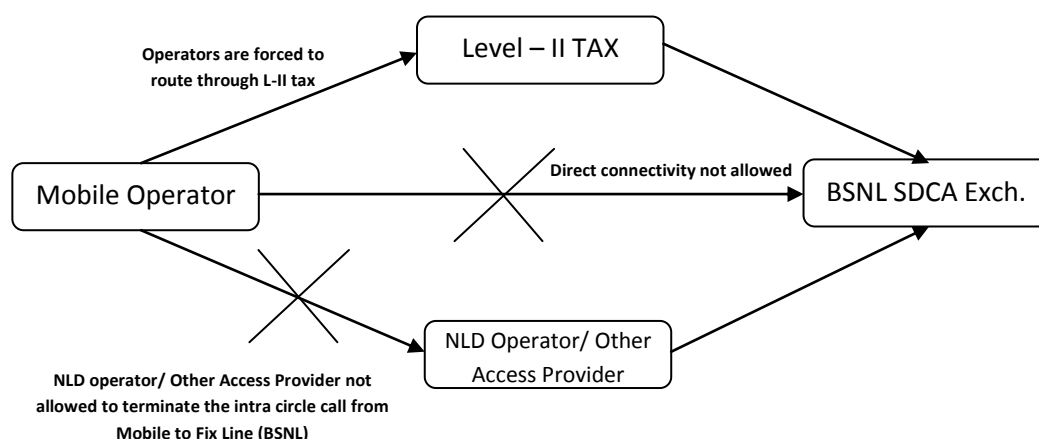 Level – II TAX
Operators are forced to
route through L-II tax
Direct connectivity not allowed
Mobile Operator
BSNL SDCA Exch.
NLD Operator/ Other
Access Provider
NLD operator/ Other Access Provider not
allowed to terminate the intra circle call from
Mobile to Fix Line (BSNL)